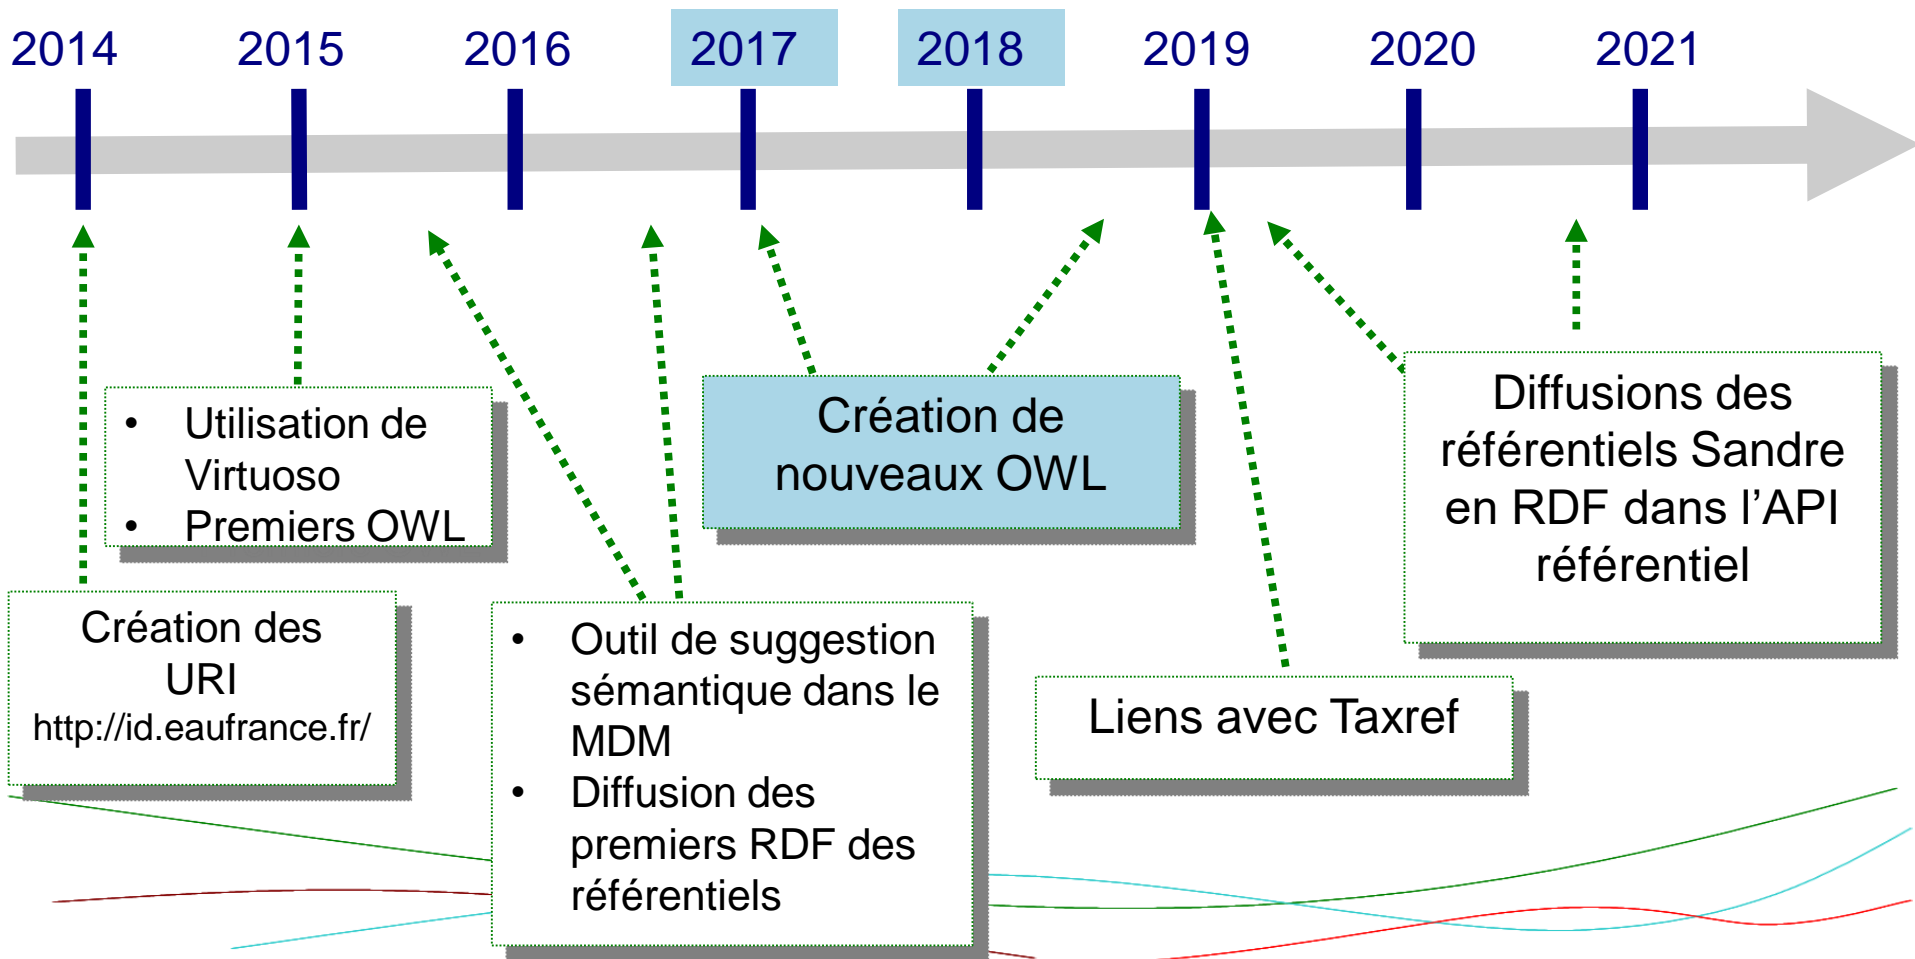 2014 2015 2016 2017 2018 2019 2020 2021
• Utilisation de
Virtuoso
• Premiers OWL
Création des
URI
http://id.eaufrance.fr/
• Outil de suggestion
sémantique dans le
MDM
• Diffusion des
premiers RDF des
référentiels
Création de
nouveaux OWL
Liens avec Taxref
Diffusions des
référentiels Sandre
en RDF dans l’API
référentiel